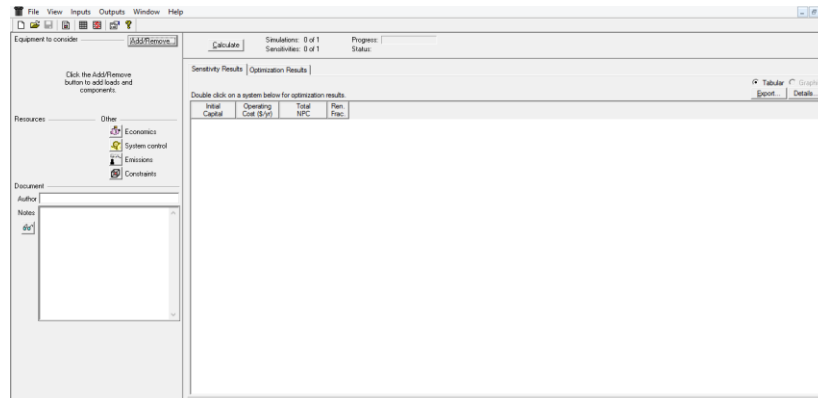 File View Inputs Outputs Window Help
Equipment to consider Add/Remove...
Click the Add/Remove
button to add loads and
components.
Resources Other
Economics
System control
Emissions
Constraints
Document
Author
Notes
Calculate
Simulations: 0 of 1 Progress:
Sensitivities: 0 of 1 Status:
Sensitivity Results Optimization Results
Tabular Graphic
Double click on a system below for optimization results. Export... Details...
Initial Capital Operating Cost ($/yr) Total NPC Ren. Frac.